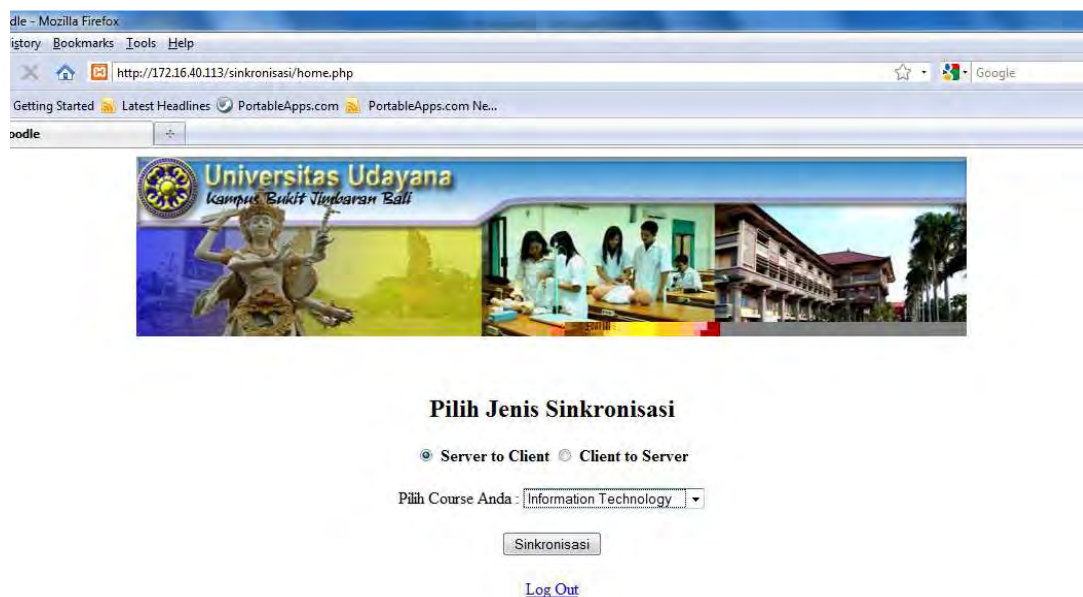 dle - Mozilla Firefox
istory Bookmarks Tools Help
http://172.16.40.113/sinkronisasi/home.php
Google
Getting Started Latest Headlines PortableApps.com PortableApps.com Ne...
oodle
Universitas Udayana
Kampus Bukit Jimbaran Bali
Pilih Jenis Sinkronisasi
Server to Client Client to Server
Pilih Course Anda : Information Technology
Sinkronisasi
Log Out